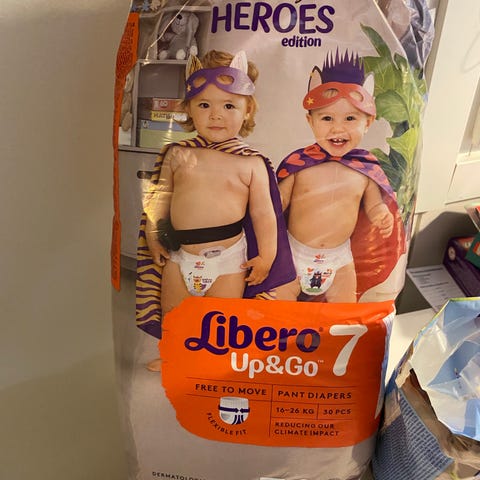 HEROES
edition
Libero 7
Up&Go™
FREE TO MOVE
PANT DIAPERS
16-26 KG
30 PCS
FLEXIBLE FIT
REDUCING OUR
CLIMATE IMPACT